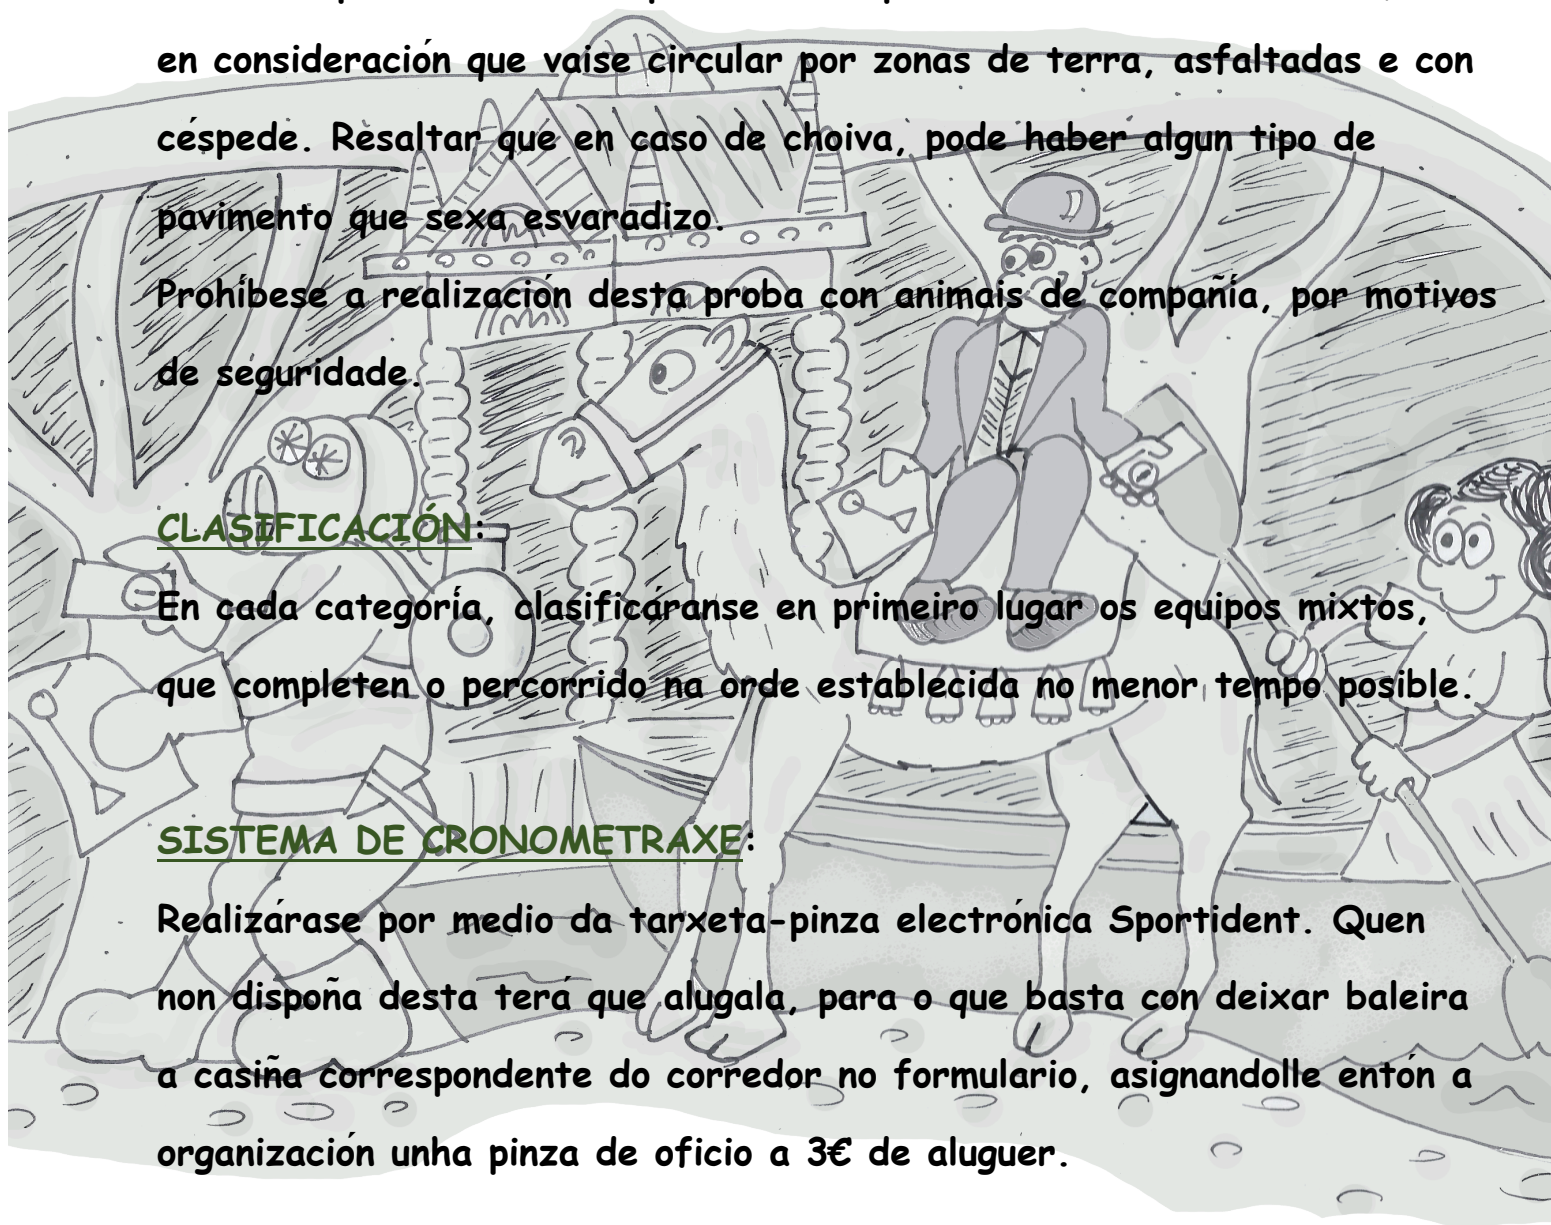 en consideración que vaise circular por zonas de terra, asfaltadas e con
céspede. Resaltar que en caso de choiva, pode haber algun tipo de
pavimento que sexa esvaradizo.
Prohíbese a realización desta proba con animais de compañía, por motivos
de seguridade.
CLASIFICACIÓN:
En cada categoría, clasificáranse en primeiro lugar os equipos mixtos,
que completen o percorrido na orde establecida no menor tempo posible.
SISTEMA DE CRONOMETRAXE:
Realizárase por medio da tarxeta-pinza electrónica Sportident. Quen
non dispoña desta terá que alugala, para o que basta con deixar baleira
a casiña correspondente do corredor no formulario, asignandolle entón a
organización unha pinza de oficio a 3€ de aluguer.